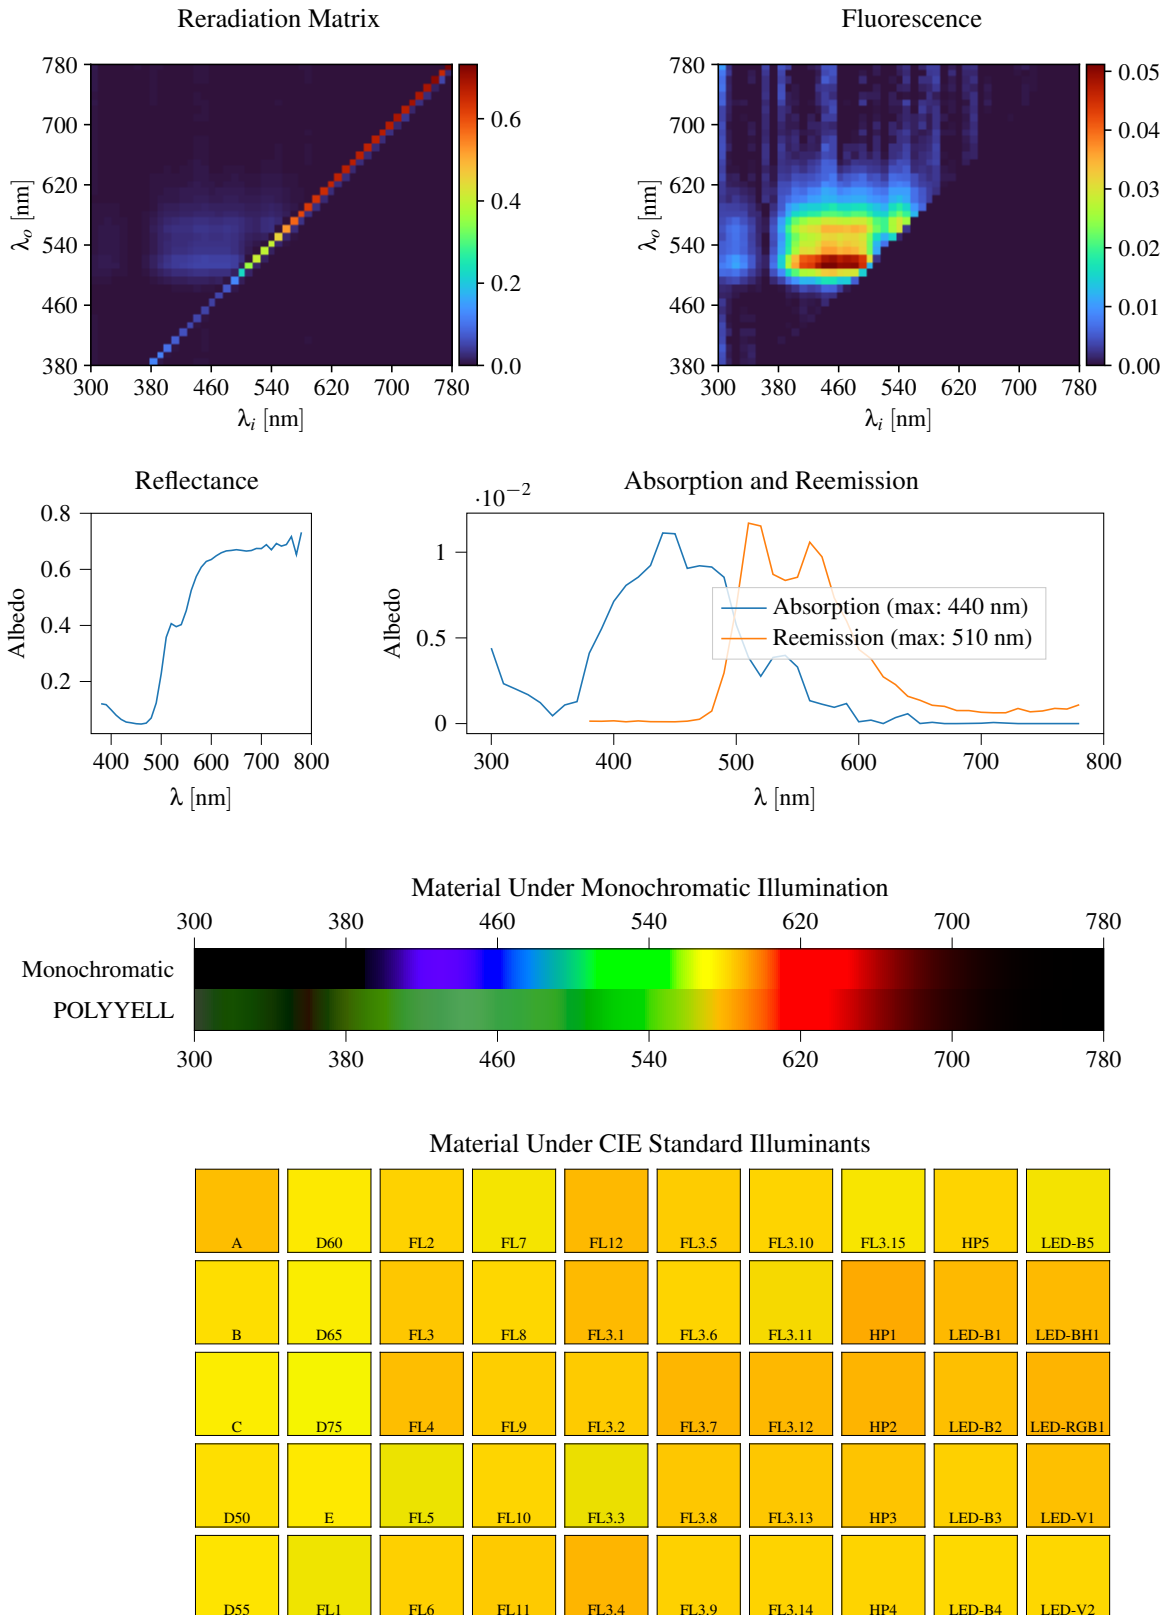 Reradiation Matrix
Fluorescence
780
700
620
540
460
380
λo [nm]
300 380 460 540 620 700 780
λi [nm]
0.6
0.4
0.2
0.0
780
700
620
540
460
380
λo [nm]
300 380 460 540 620 700 780
λi [nm]
0.05
0.04
0.03
0.02
0.01
0.00
Reflectance
0.8
0.6
0.4
0.2
Albedo
400 500 600 700 800
λ [nm]
Absorption and Reemission
·10−2
1
0.5
0
Albedo
Absorption (max: 440 nm)
Reemission (max: 510 nm)
300 400 500 600 700 800
λ [nm]
Material Under Monochromatic Illumination
300 380 460 540 620 700 780
Monochromatic
POLYYELL
300 380 460 540 620 700 780
Material Under CIE Standard Illuminants
A D60 FL2 FL7 FL12 FL3.5 FL3.10 FL3.15 HP5 LED-B5
B D65 FL3 FL8 FL3.1 FL3.6 FL3.11 HP1 LED-B1 LED-BH1
C D75 FL4 FL9 FL3.2 FL3.7 FL3.12 HP2 LED-B2 LED-RGB1
D50 E FL5 FL10 FL3.3 FL3.8 FL3.13 HP3 LED-B3 LED-V1
D55 FL1 FL6 FL11 FL3.4 FL3.9 FL3.14 HP4 LED-B4 LED-V2